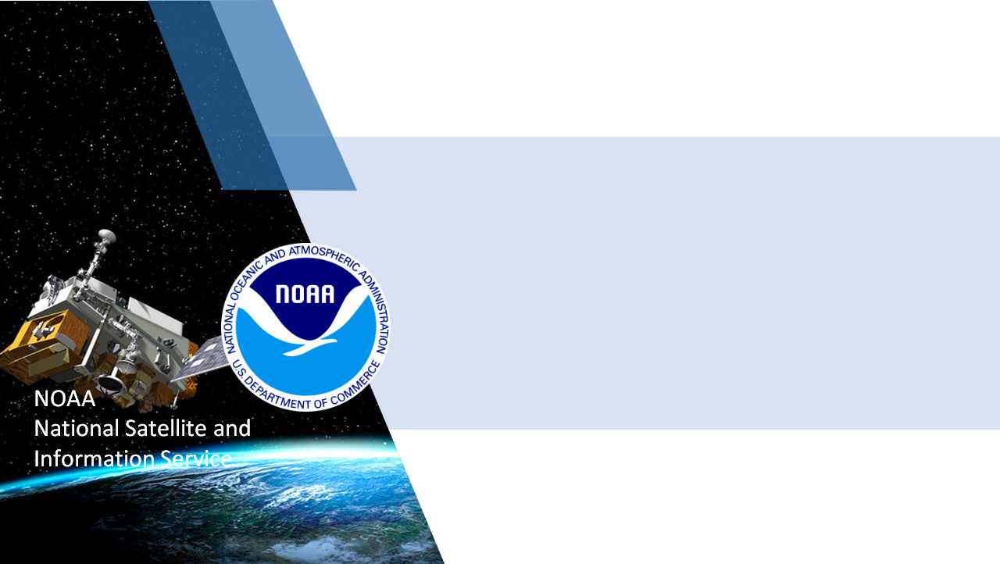 NATIONAL OCEANIC AND ATMOSPHERIC ADMINISTRATION
NOAA
U.S. DEPARTMENT OF COMMERCE
NOAA
National Satellite and
Information Service